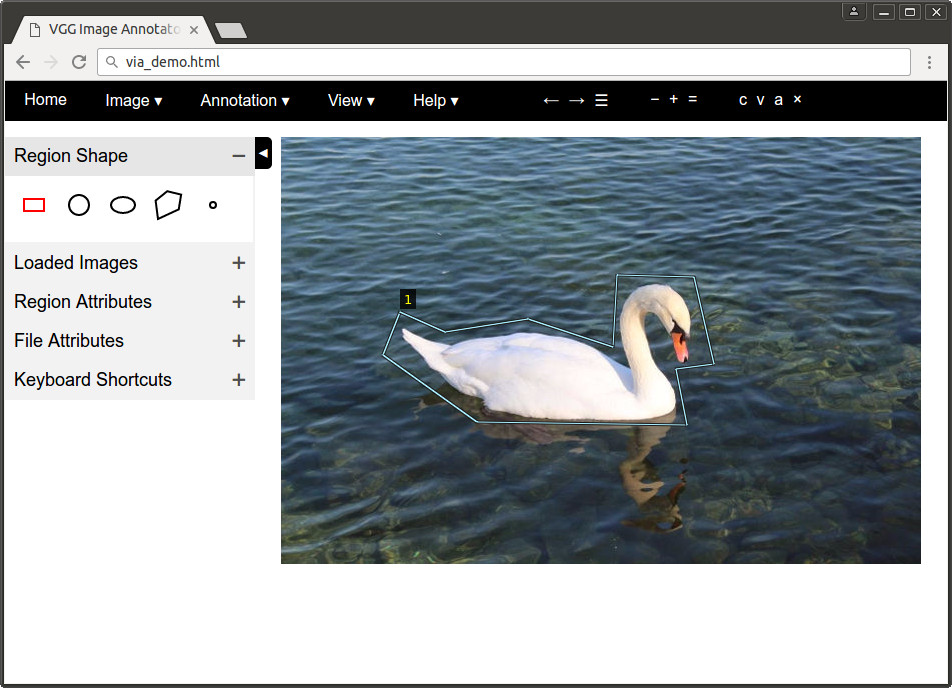 VGG Image Annotato
via_demo.html
Home Image ▾ Annotation ▾ View ▾ Help ▾ ← → ☰ − + = c v a ×
Region Shape −
Loaded Images +
Region Attributes +
File Attributes +
Keyboard Shortcuts +
1